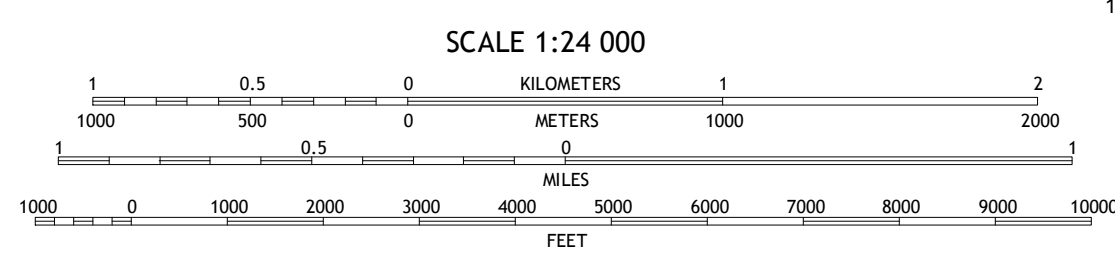 1
SCALE 1:24 000
1 0.5 0 KILOMETERS 1 2
1000 500 0 METERS 1000 2000
1 0.5 0 1
MILES
1000 0 1000 2000 3000 4000 5000 6000 7000 8000 9000 10000
FEET